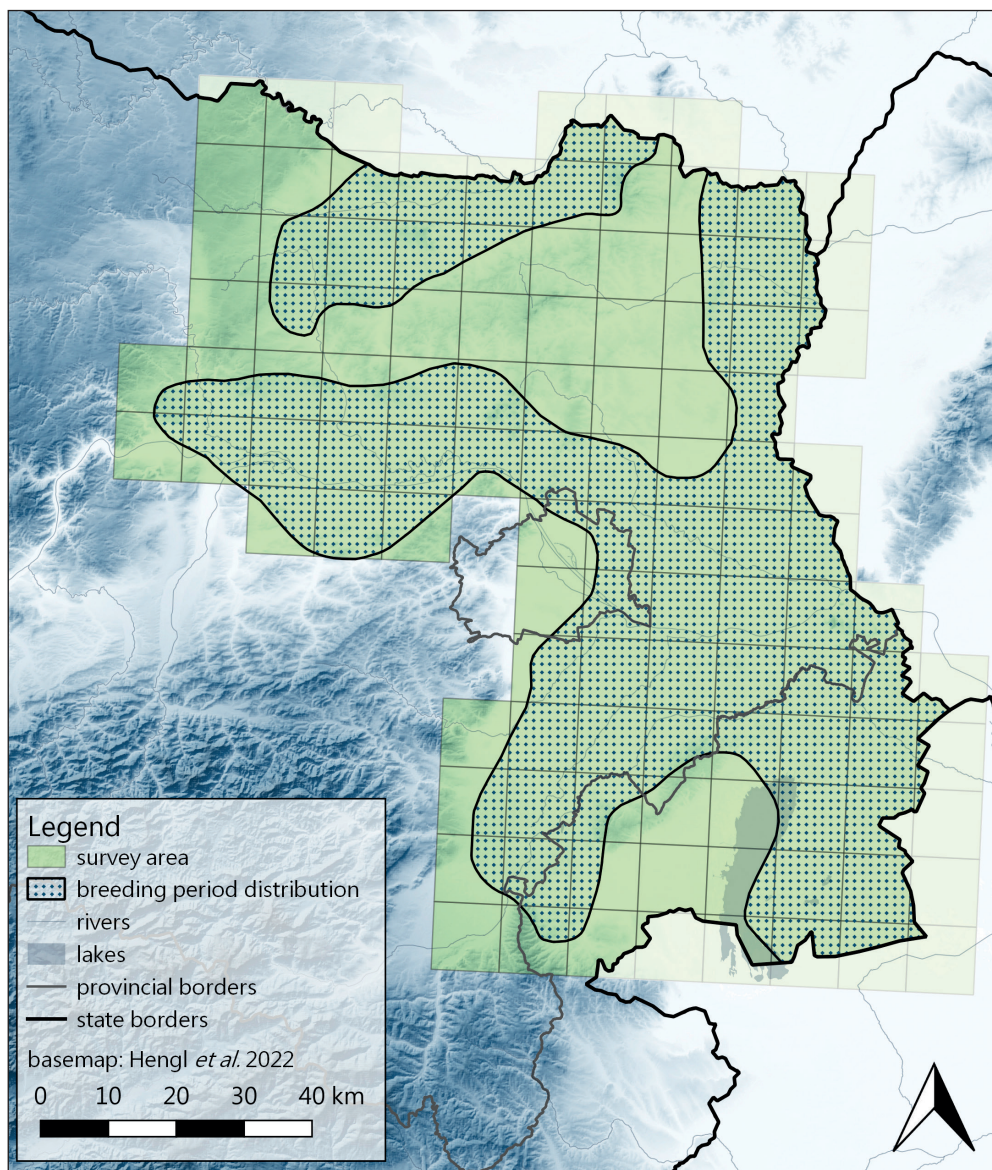 Legend
survey area
breeding period distribution
rivers
lakes
provincial borders
state borders
basemap: Hengl et al. 2022
0 10 20 30 40 km